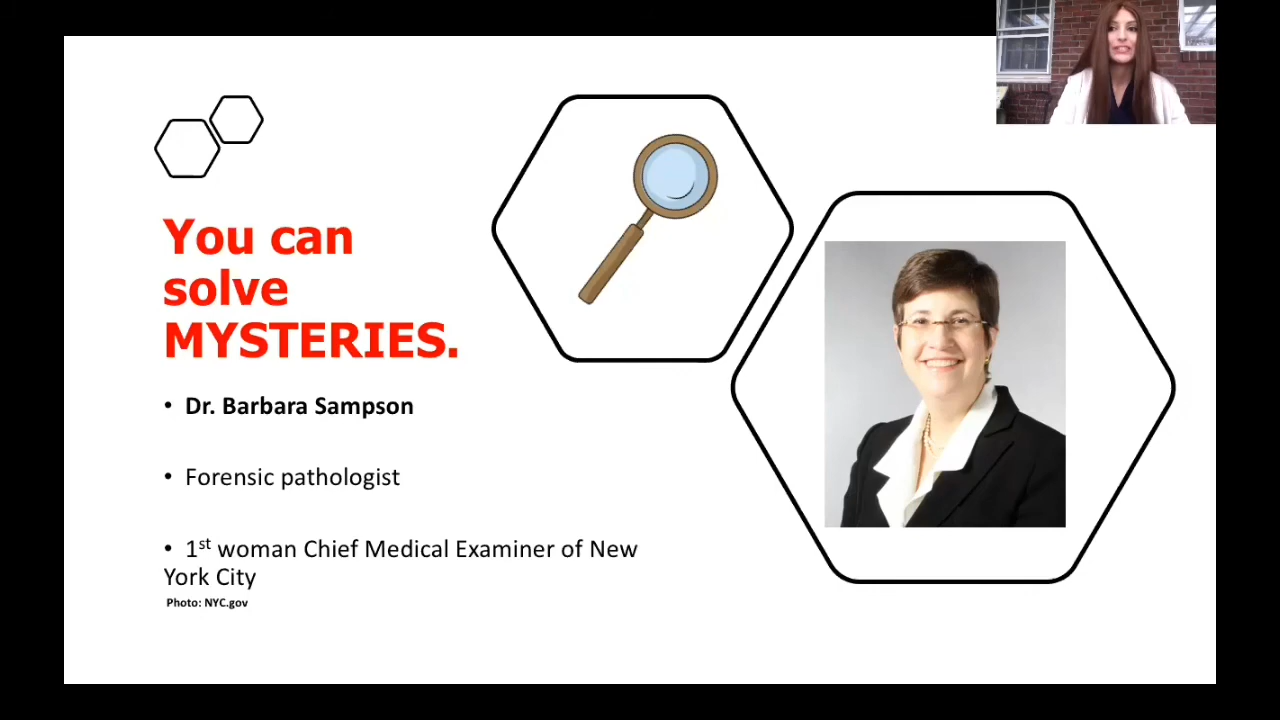 You can
solve
MYSTERIES.
• Dr. Barbara Sampson
• Forensic pathologist
• 1st woman Chief Medical Examiner of New
York City
Photo: NYC.gov